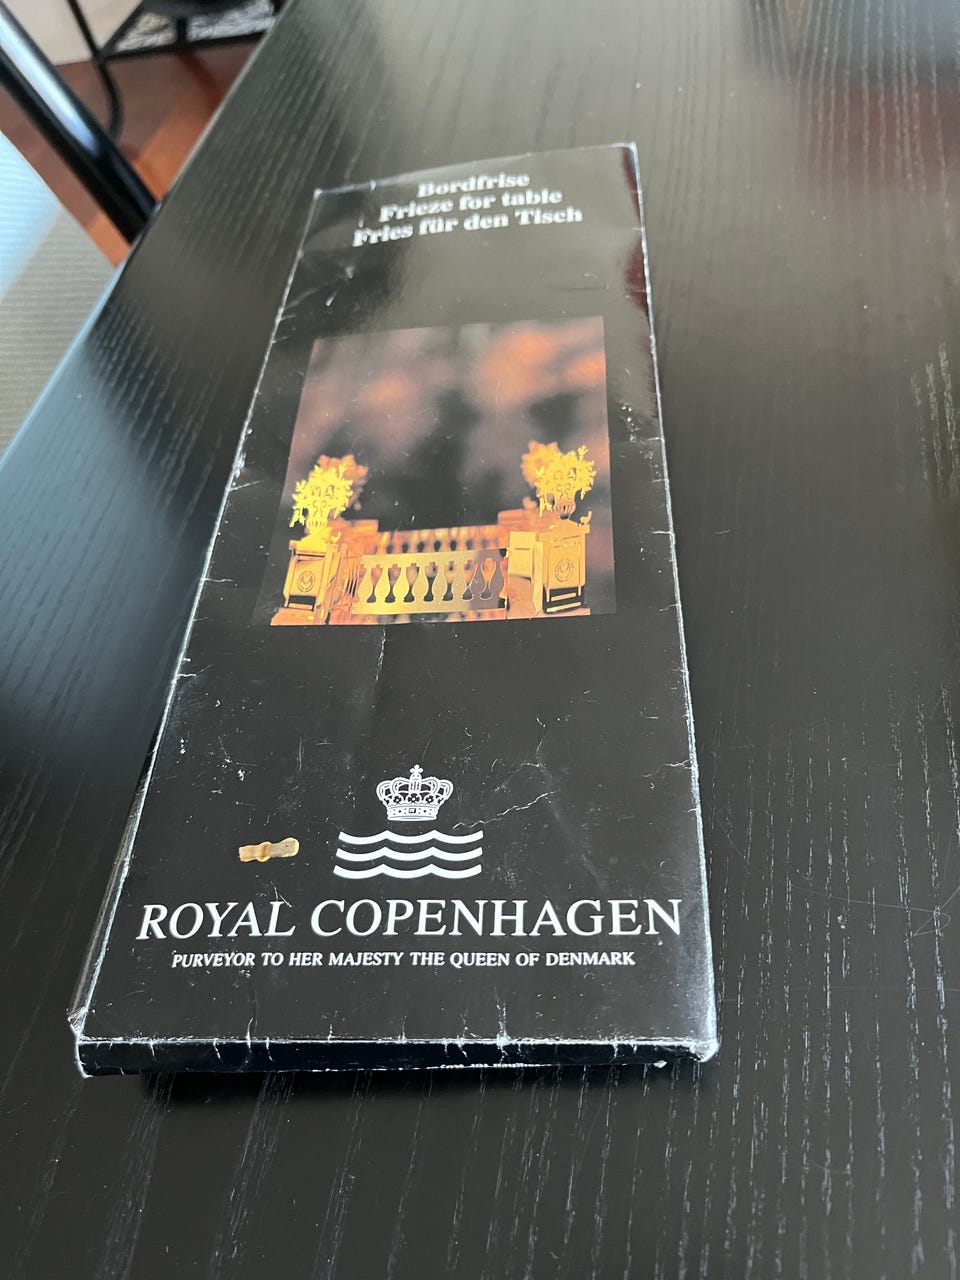 Bordfrise
Frieze for table
Fries für den Tisch
ROYAL COPENHAGEN
PURVEYOR TO HER MAJESTY THE QUEEN OF DENMARK